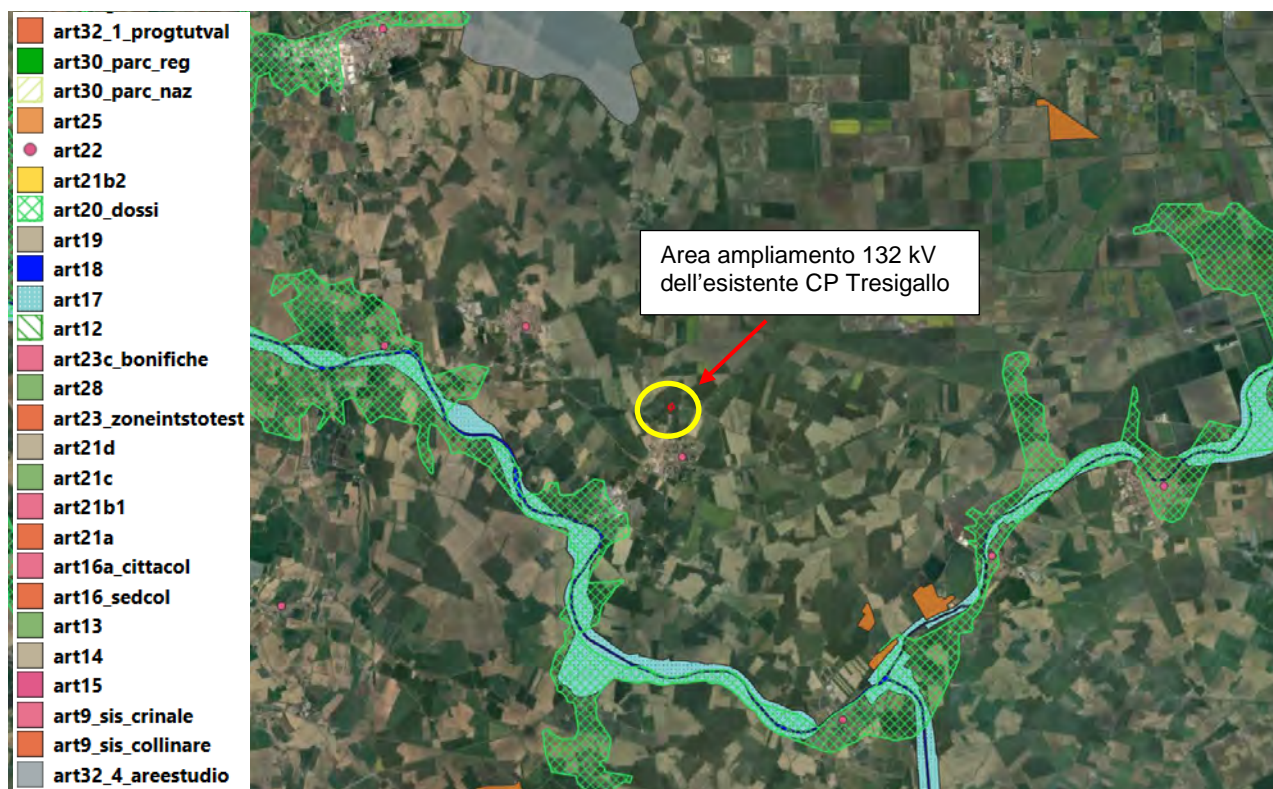 art32_1_progtutval
art30_parc_reg
art30_parc_naz
art25
art22
art21b2
art20_dossi
art19
art18
art17
art12
art23c_bonifiche
art28
art23_zoneintstotest
art21d
art21c
art21b1
art21a
art16a_cittacol
art16_sedcol
art13
art14
art15
art9_sis_crinale
art9_sis_collinare
art32_4_areestudio
Area ampliamento 132 kV
dell'esistente CP Tresigallo